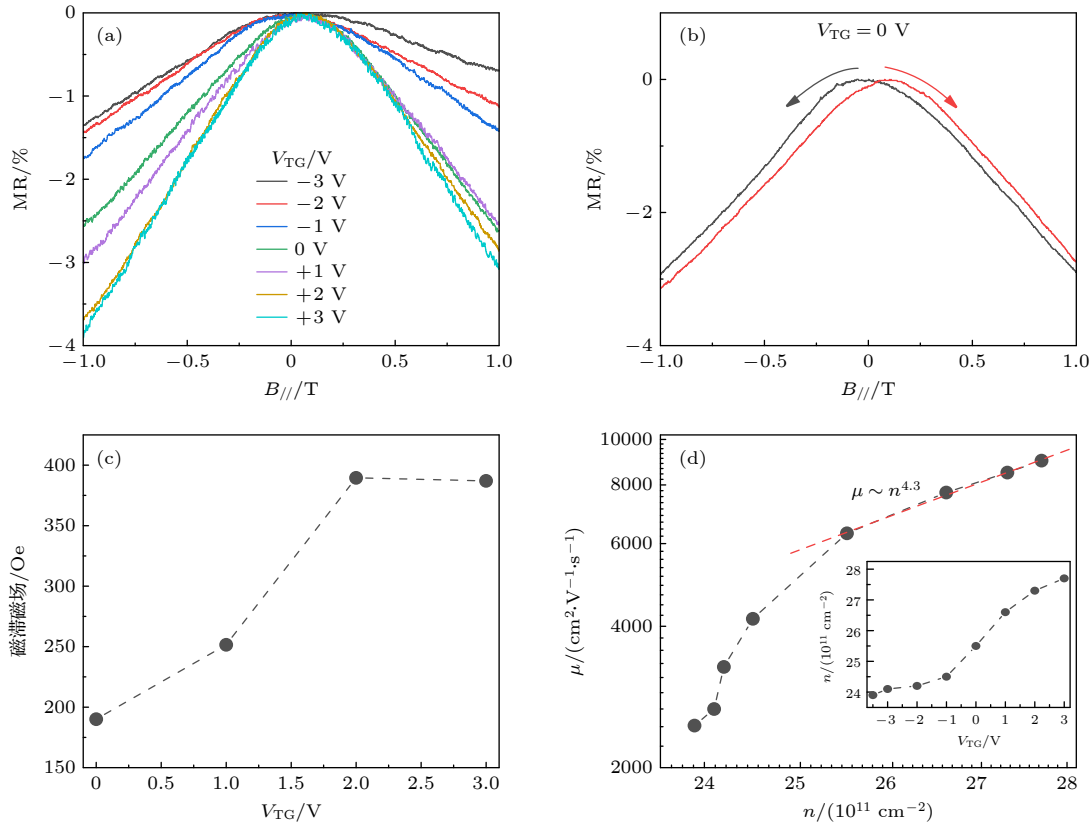 (a)
0
−1
−2
−3
−4
MR/%
V_TG/V
−3 V
−2 V
−1 V
0 V
+1 V
+2 V
+3 V
−1.0 −0.5 0 0.5 1.0
B_///T
(b)
V_TG = 0 V
0
−2
−4
MR/%
−1.0 −0.5 0 0.5 1.0
B_///T
(c)
400
350
300
250
200
150
磁滞磁场/Oe
0 0.5 1.0 1.5 2.0 2.5 3.0
V_TG/V
(d)
10000
8000
6000
4000
2000
μ/(cm²·V⁻¹·s⁻¹)
μ ∼ n^4.3
28
27
26
25
24
n/(10¹¹ cm⁻²)
−3 −2 −1 0 1 2 3
V_TG/V
24 25 26 27 28
n/(10¹¹ cm⁻²)